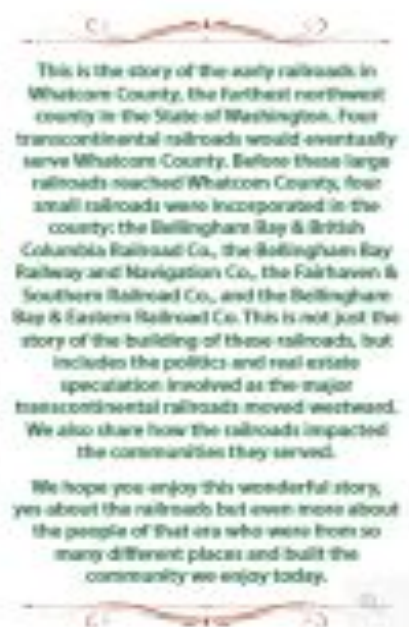 This is the story of the early railroads in
Whatcom County, the farthest northwest
county in the State of Washington. Four
transcontinental railroads would eventually
serve Whatcom County. Before these large
railroads reached Whatcom County, four
small railroads were incorporated in the
county: the Bellingham Bay & British
Columbia Railroad Co., the Bellingham Bay
Railway and Navigation Co., the Fairhaven &
Southern Railroad Co., and the Bellingham
Bay & Eastern Railroad Co. This is not just the
story of the building of these railroads, but
includes the politics and real estate
speculation involved as the major
transcontinental railroads moved westward.
We also share how the railroads impacted
the communities they served.
We hope you enjoy this wonderful story,
yes about the railroads but even more about
the people of that era who were from so
many different places and built the
community we enjoy today.